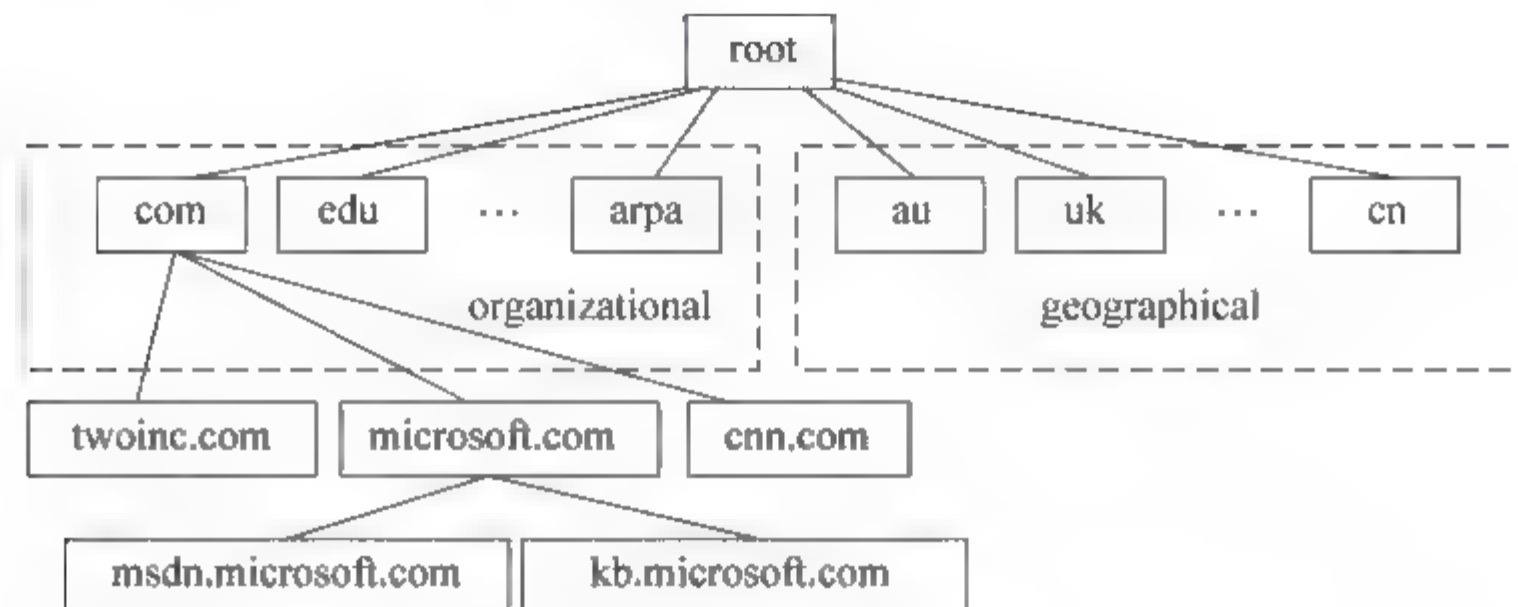 root
com edu ... arpa au uk ... cn
organizational geographical
twoinc.com microsoft.com cnn.com
msdn.microsoft.com kb.microsoft.com